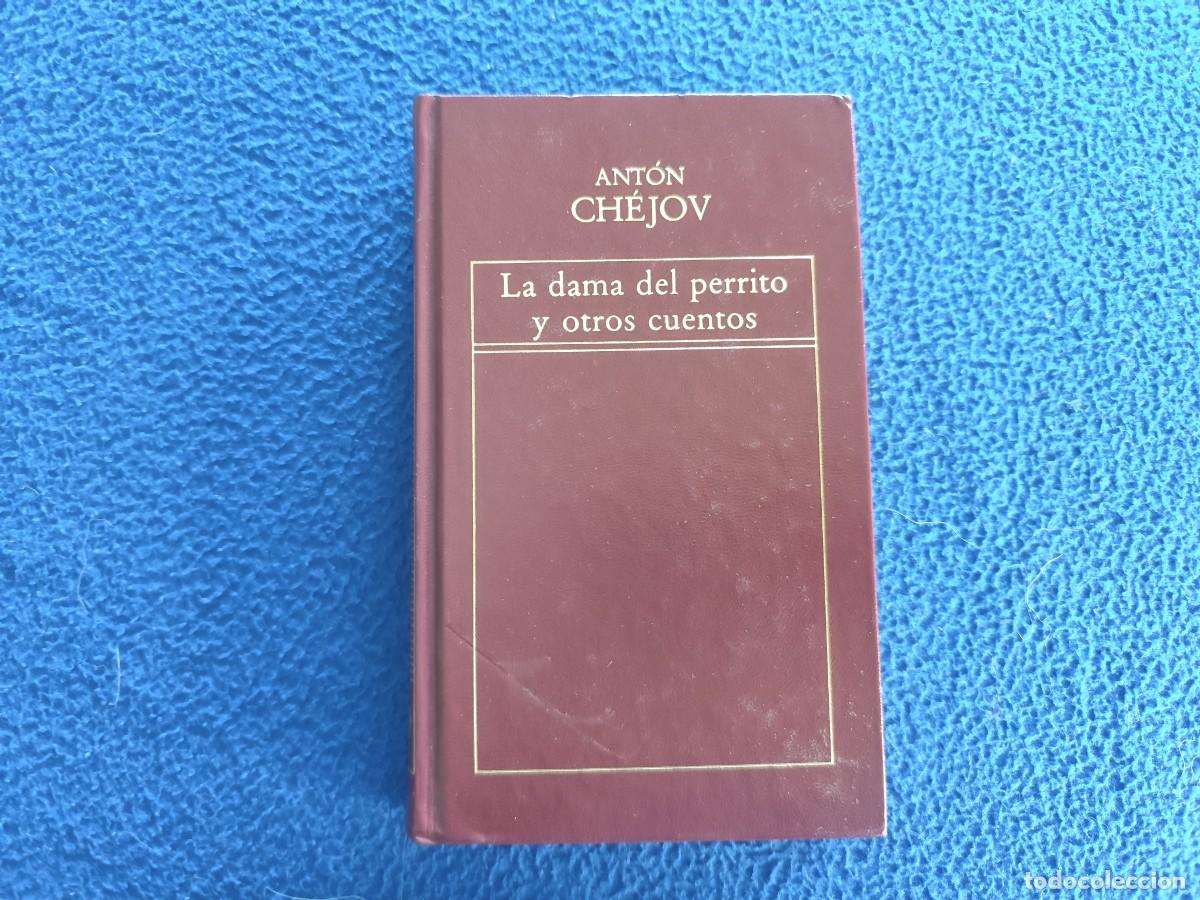 ANTÓN
CHÉJOV
La dama del perrito
y otros cuentos
todocoleccion